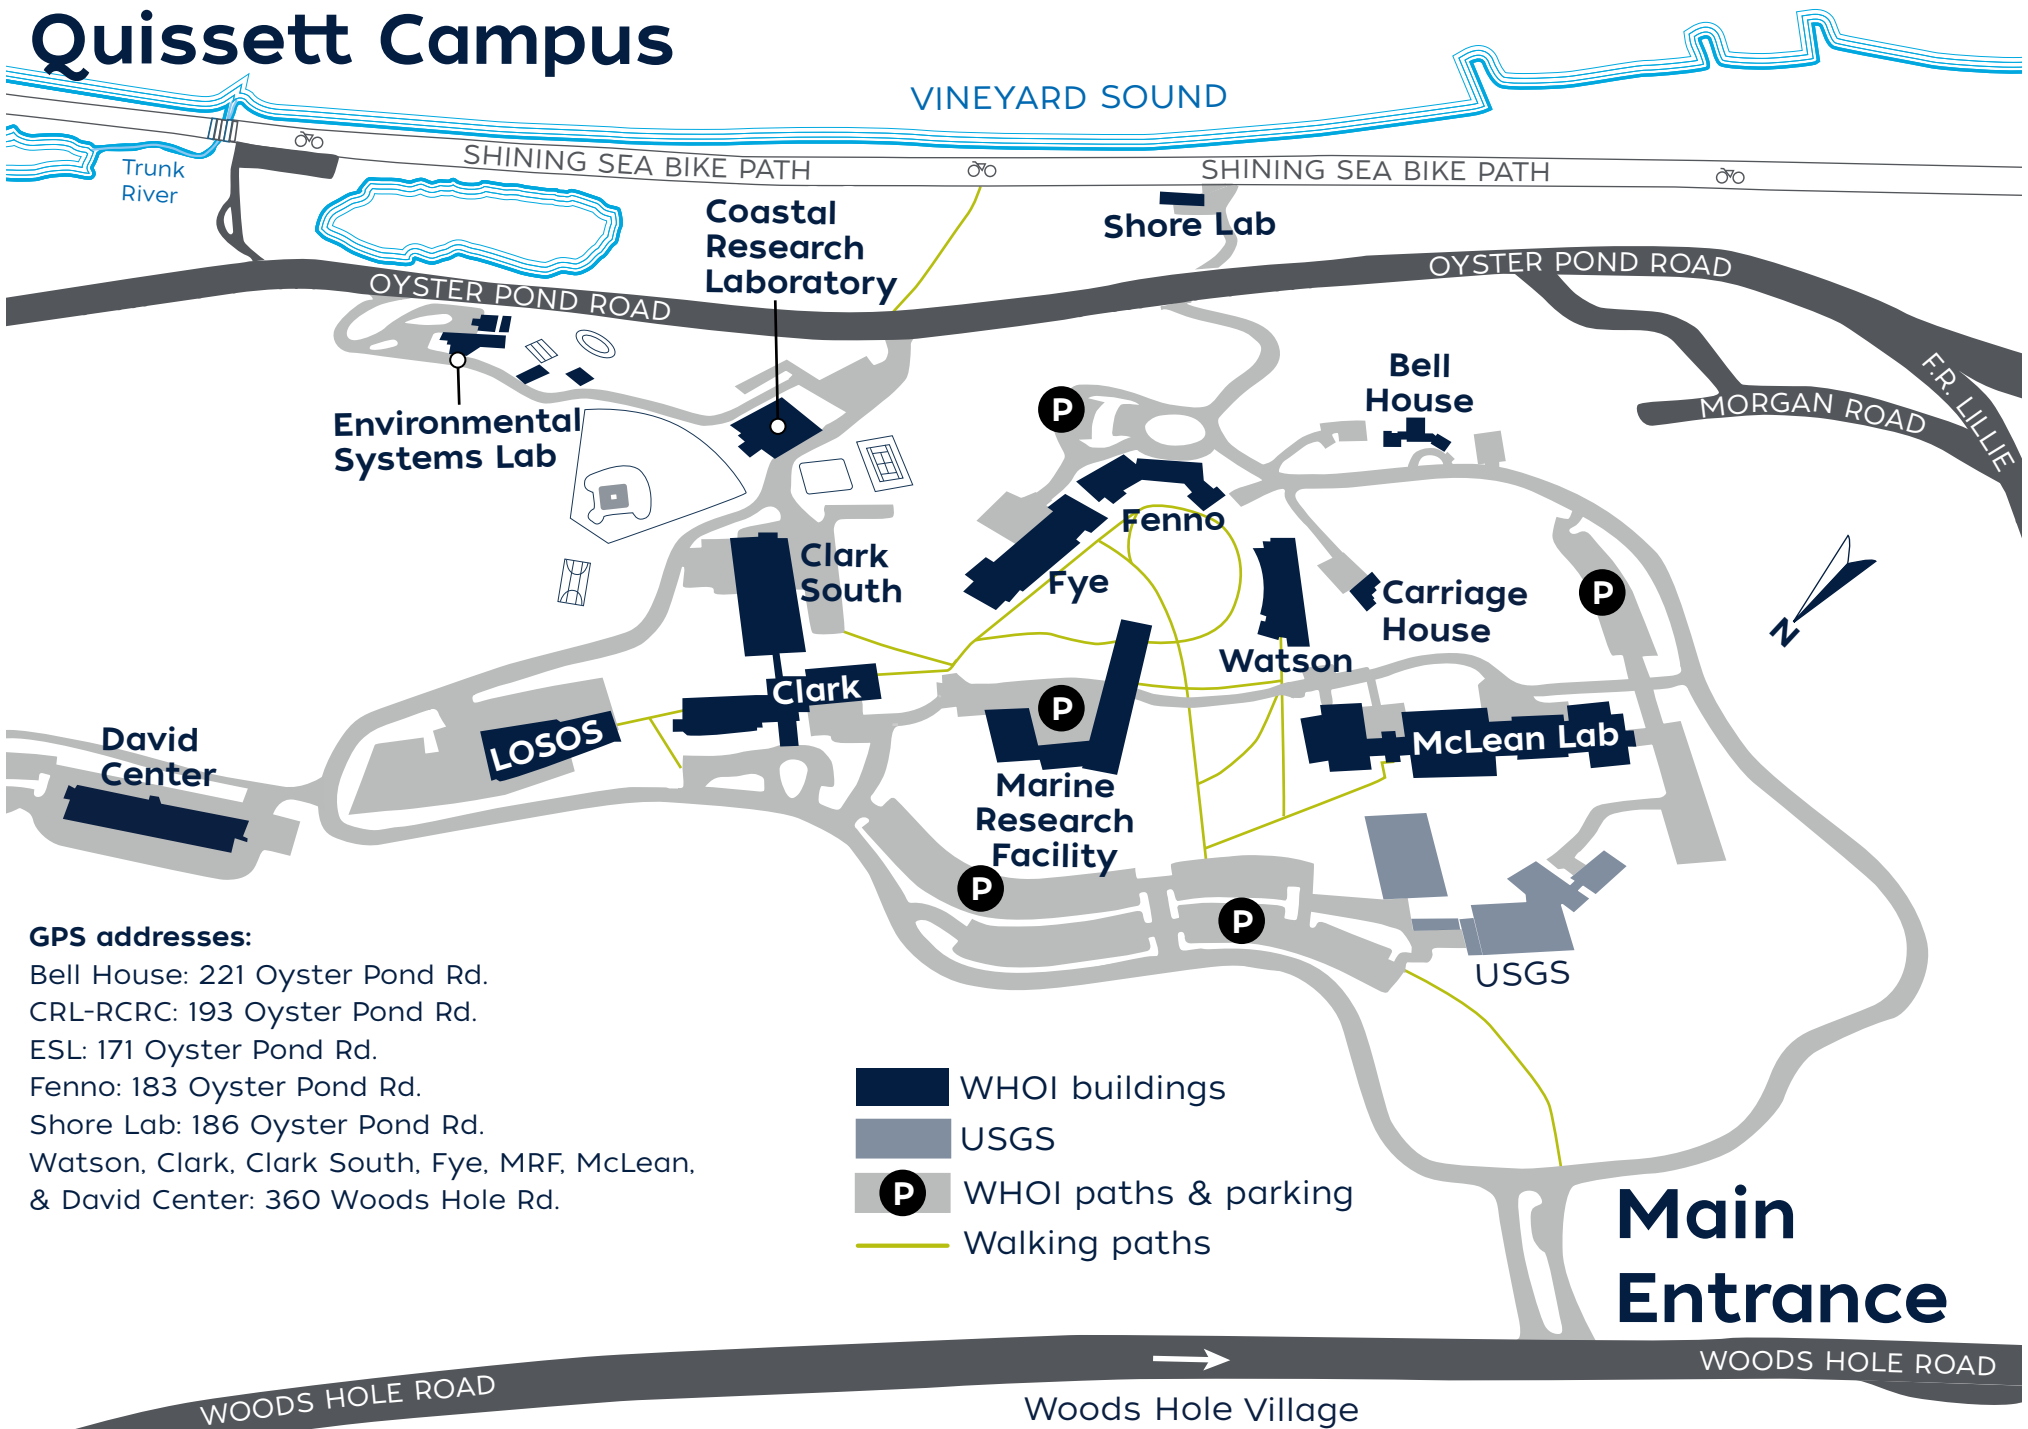 Quissett Campus
VINEYARD SOUND
SHINING SEA BIKE PATH
SHINING SEA BIKE PATH
Trunk
River
Coastal
Research
Laboratory
Shore Lab
OYSTER POND ROAD
OYSTER POND ROAD
F.R. LILLIE
MORGAN ROAD
Bell
House
P
Environmental
Systems Lab
Fenno
Clark
South
Fye
Carriage
House
P
N
Watson
Clark
P
LOSOS
McLean Lab
David
Center
Marine
Research
Facility
P
P
USGS
GPS addresses:
Bell House: 221 Oyster Pond Rd.
CRL-RCRC: 193 Oyster Pond Rd.
ESL: 171 Oyster Pond Rd.
Fenno: 183 Oyster Pond Rd.
Shore Lab: 186 Oyster Pond Rd.
Watson, Clark, Clark South, Fye, MRF, McLean,
& David Center: 360 Woods Hole Rd.
WHOI buildings
USGS
P WHOI paths & parking
Walking paths
Main
Entrance
WOODS HOLE ROAD
WOODS HOLE ROAD
Woods Hole Village